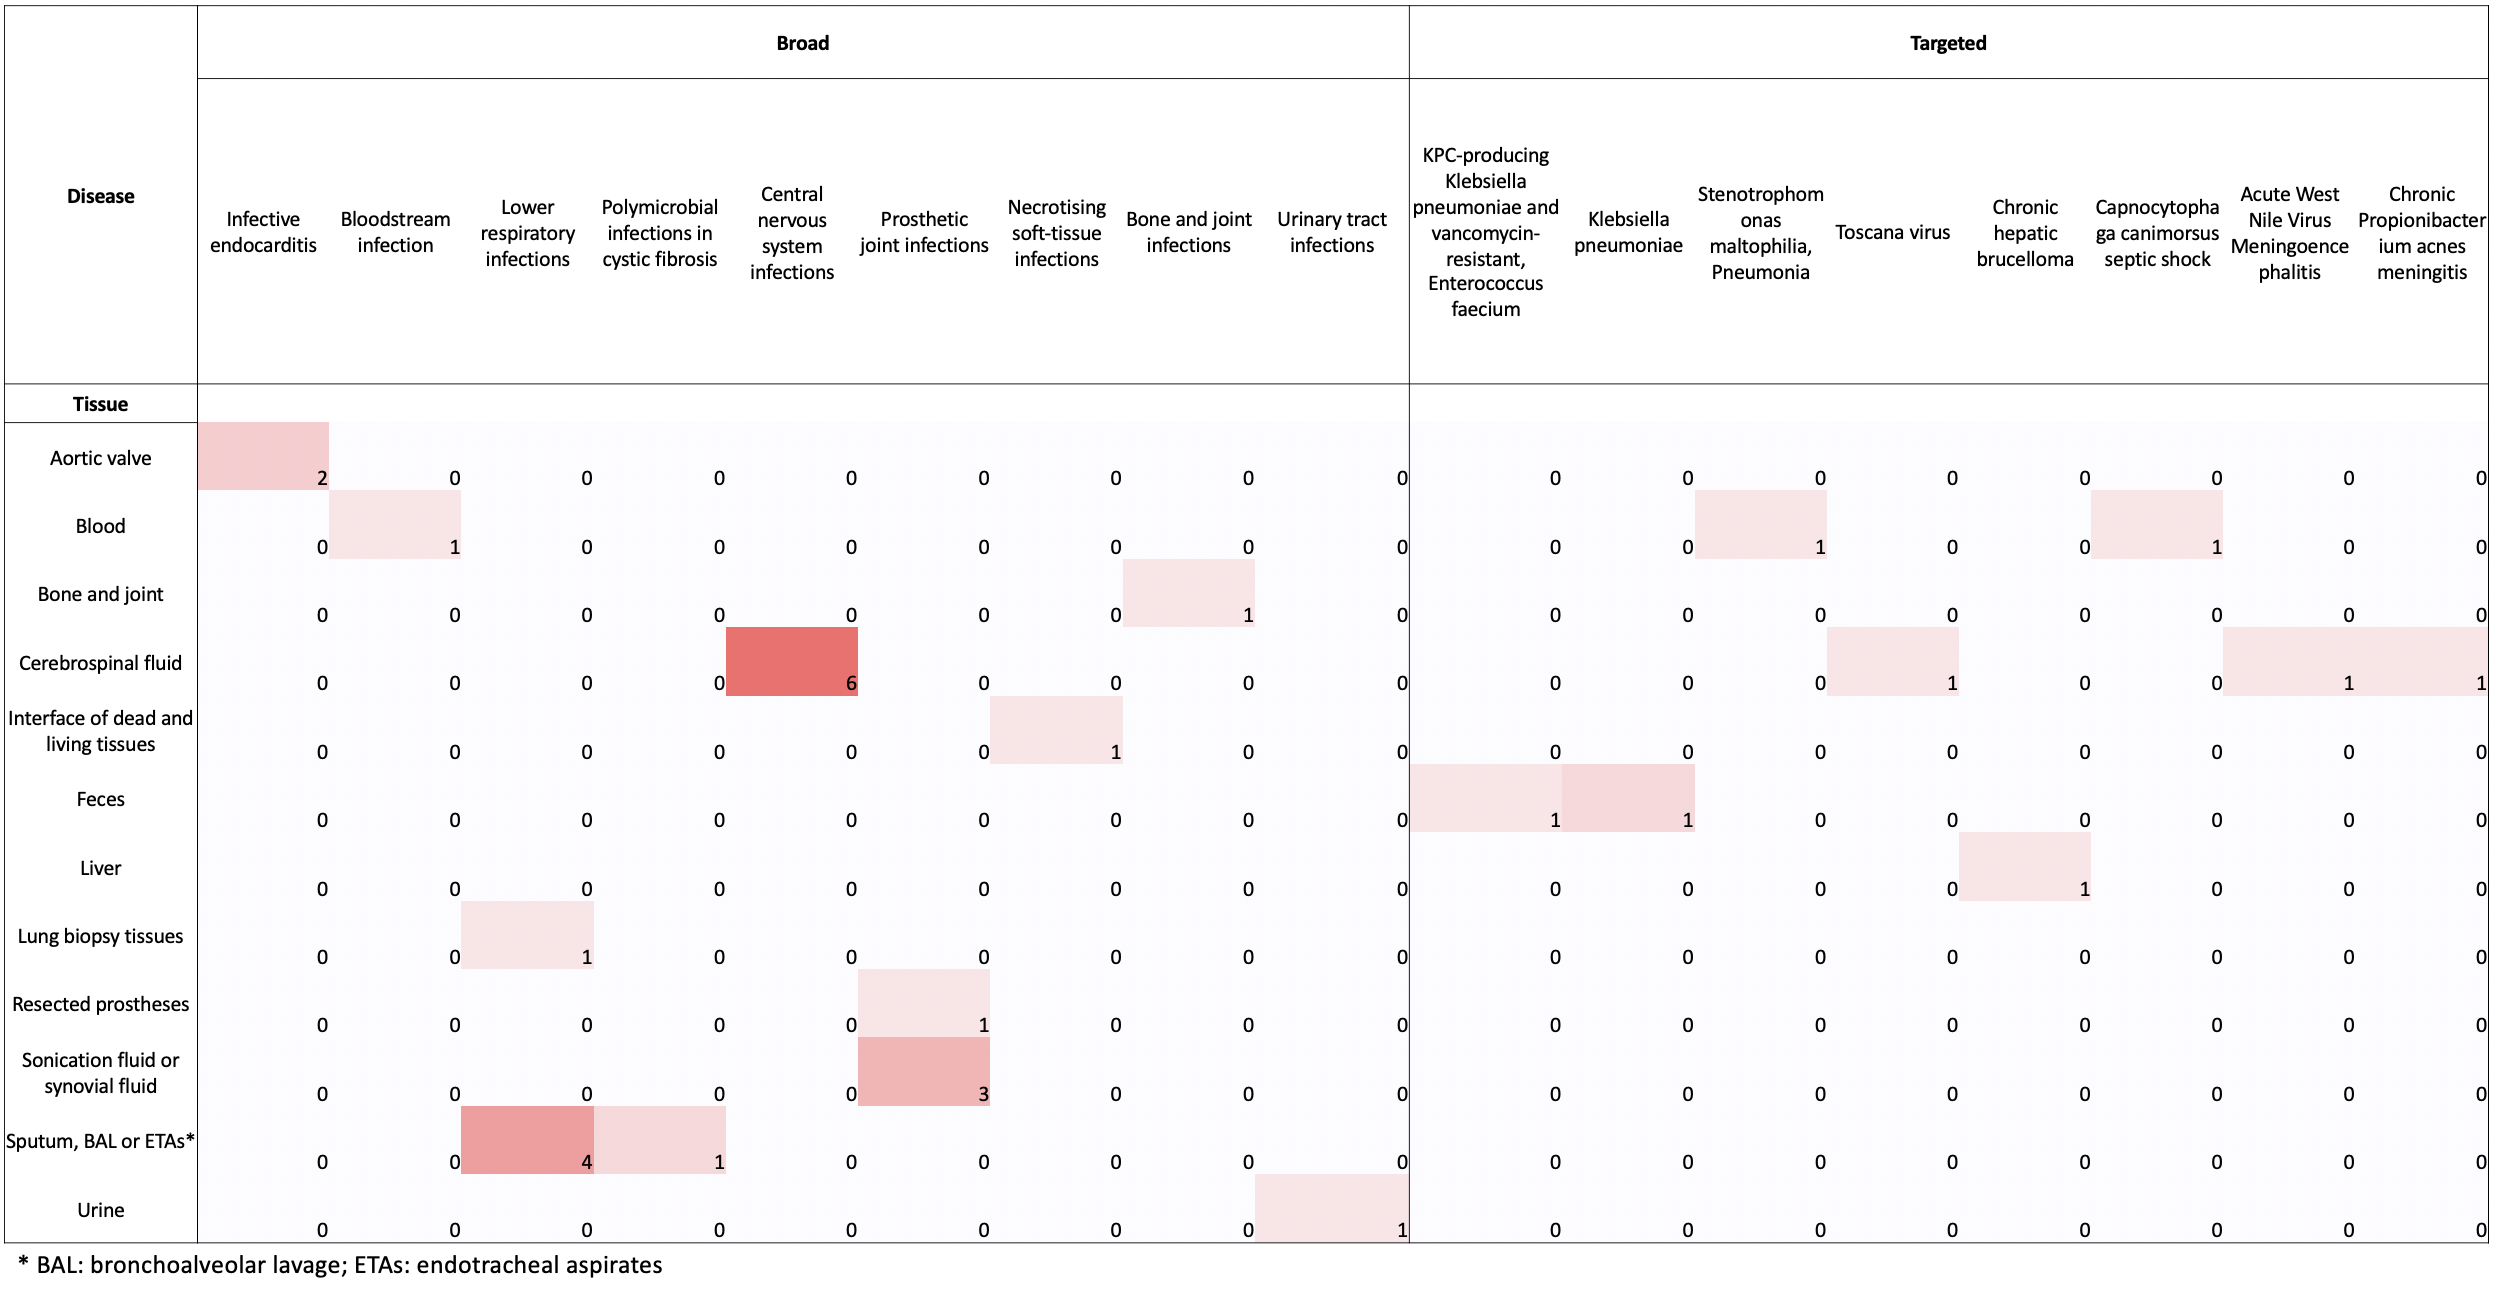 Broad Targeted
Disease
Infective
endocarditis
Bloodstream
infection
Lower
respiratory
infections
Polymicrobial
infections in
cystic fibrosis
Central
nervous
system
infections
Prosthetic
joint infections
Necrotising
soft-tissue
infections
Bone and joint
infections
Urinary tract
infections
KPC-producing
Klebsiella
pneumoniae and
vancomycin-
resistant,
Enterococcus
faecium
Klebsiella
pneumoniae
Stenotrophom
onas
maltophilia,
Pneumonia
Toscana virus
Chronic
hepatic
brucelloma
Capnocytopha
ga canimorsus
septic shock
Acute West
Nile Virus
Meningoence
phalitis
Chronic
Propionibacter
ium acnes
meningitis
Tissue
Aortic valve 2 0 0 0 0 0 0 0 0 0 0 0 0 0 0 0 0
Blood 0 1 0 0 0 0 0 0 0 0 0 1 0 0 1 0 0
Bone and joint 0 0 0 0 0 0 0 1 0 0 0 0 0 0 0 0 0
Cerebrospinal fluid 0 0 0 0 6 0 0 0 0 0 0 0 1 0 0 1 1
Interface of dead and
living tissues 0 0 0 0 0 0 1 0 0 0 0 0 0 0 0 0 0
Feces 0 0 0 0 0 0 0 0 0 1 1 0 0 0 0 0 0
Liver 0 0 0 0 0 0 0 0 0 0 0 0 0 1 0 0 0
Lung biopsy tissues 0 0 1 0 0 0 0 0 0 0 0 0 0 0 0 0 0
Resected prostheses 0 0 0 0 0 1 0 0 0 0 0 0 0 0 0 0 0
Sonication fluid or
synovial fluid 0 0 0 0 0 3 0 0 0 0 0 0 0 0 0 0 0
Sputum, BAL or ETAs* 0 0 4 1 0 0 0 0 0 0 0 0 0 0 0 0 0
Urine 0 0 0 0 0 0 0 0 1 0 0 0 0 0 0 0 0
* BAL: bronchoalveolar lavage; ETAs: endotracheal aspirates